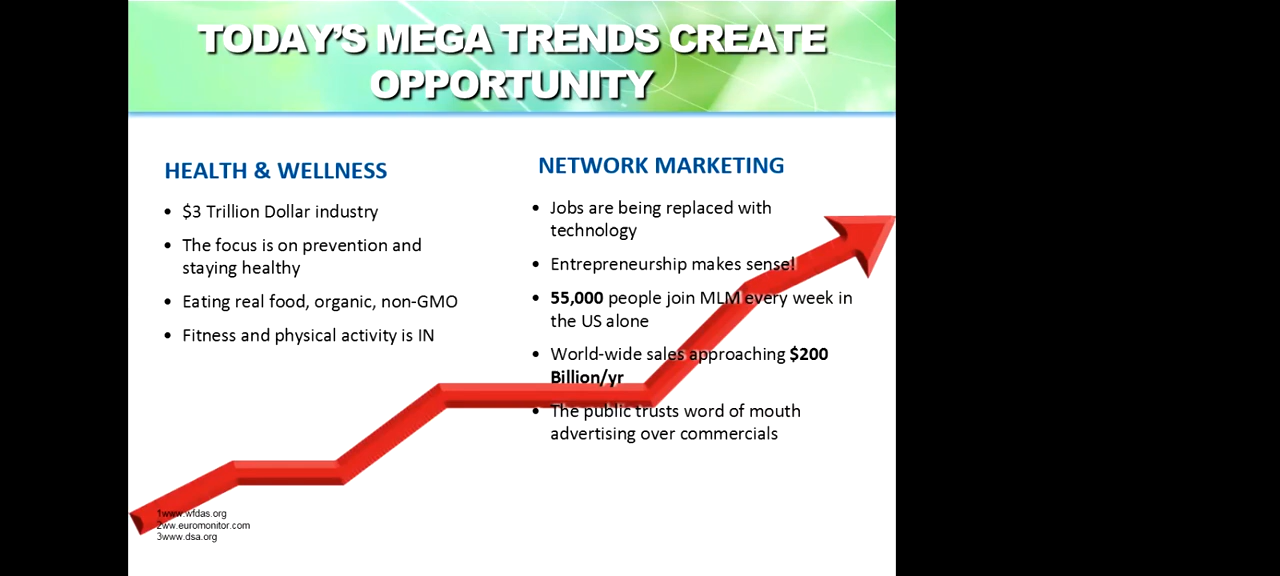 TODAY'S MEGA TRENDS CREATE
OPPORTUNITY
HEALTH & WELLNESS
• $3 Trillion Dollar industry
• The focus is on prevention and
staying healthy
• Eating real food, organic, non-GMO
• Fitness and physical activity is IN
NETWORK MARKETING
• Jobs are being replaced with
technology
• Entrepreneurship makes sense!
• 55,000 people join MLM every week in
the US alone
• World-wide sales approaching $200
Billion/yr
• The public trusts word of mouth
advertising over commercials
1www.wfdas.org
2ww.euromonitor.com
3www.dsa.org